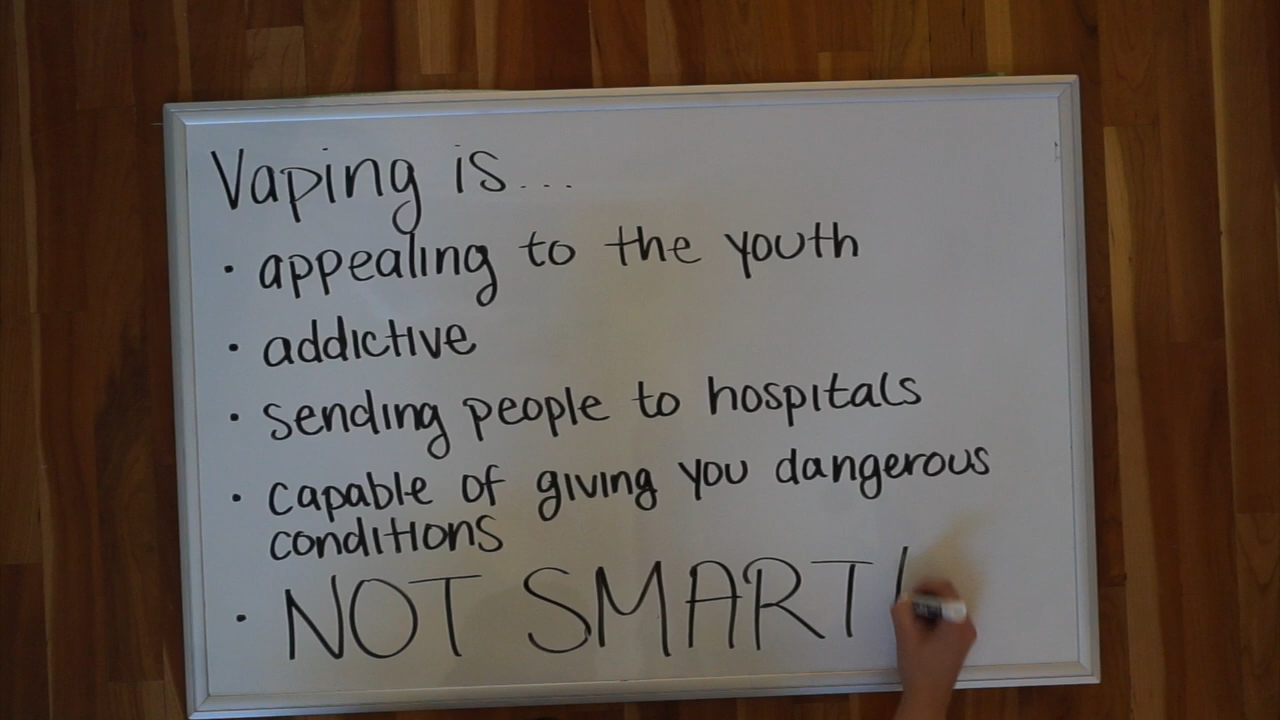 Vaping is...
• appealing to the youth
• addictive
• sending people to hospitals
• capable of giving you dangerous
conditions
• NOT SMART!